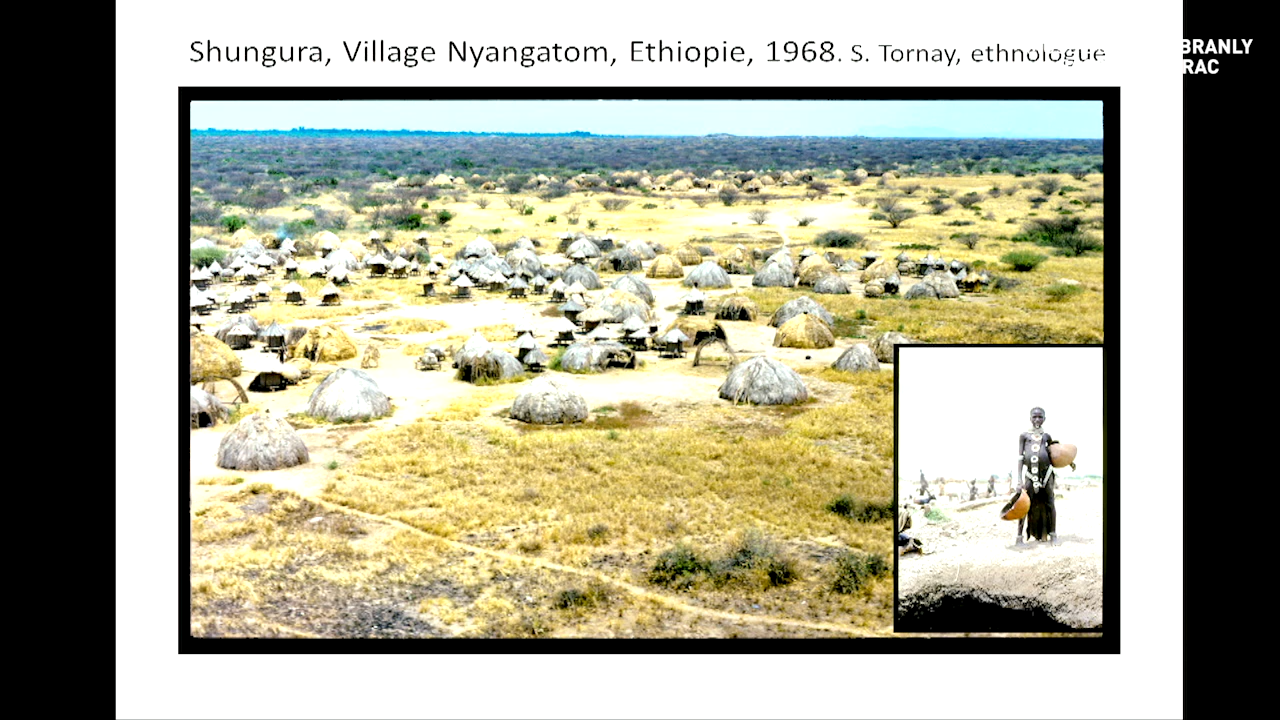 Shungura, Village Nyangatom, Ethiopie, 1968. S. Tornay, ethnologue
BRANLY
RAC